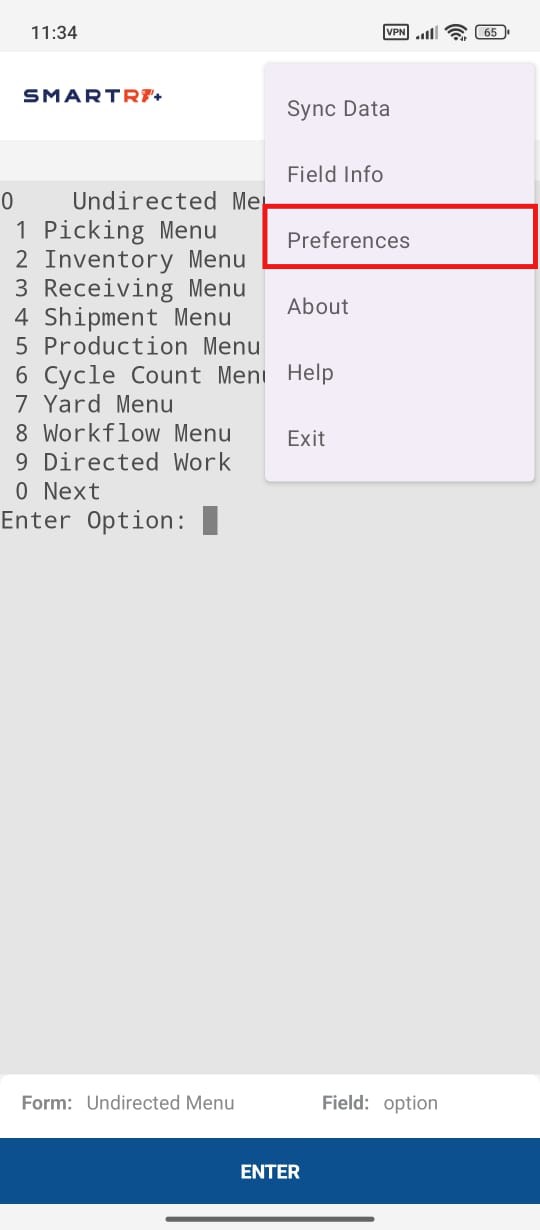 11:34 VPN 65
SMARTRF+
Sync Data
Field Info
Preferences
About
Help
Exit
0    Undirected Me
1 Picking Menu
2 Inventory Menu
3 Receiving Menu
4 Shipment Menu
5 Production Menu
6 Cycle Count Menu
7 Yard Menu
8 Workflow Menu
9 Directed Work
0 Next
Enter Option:
Form: Undirected Menu Field: option
ENTER